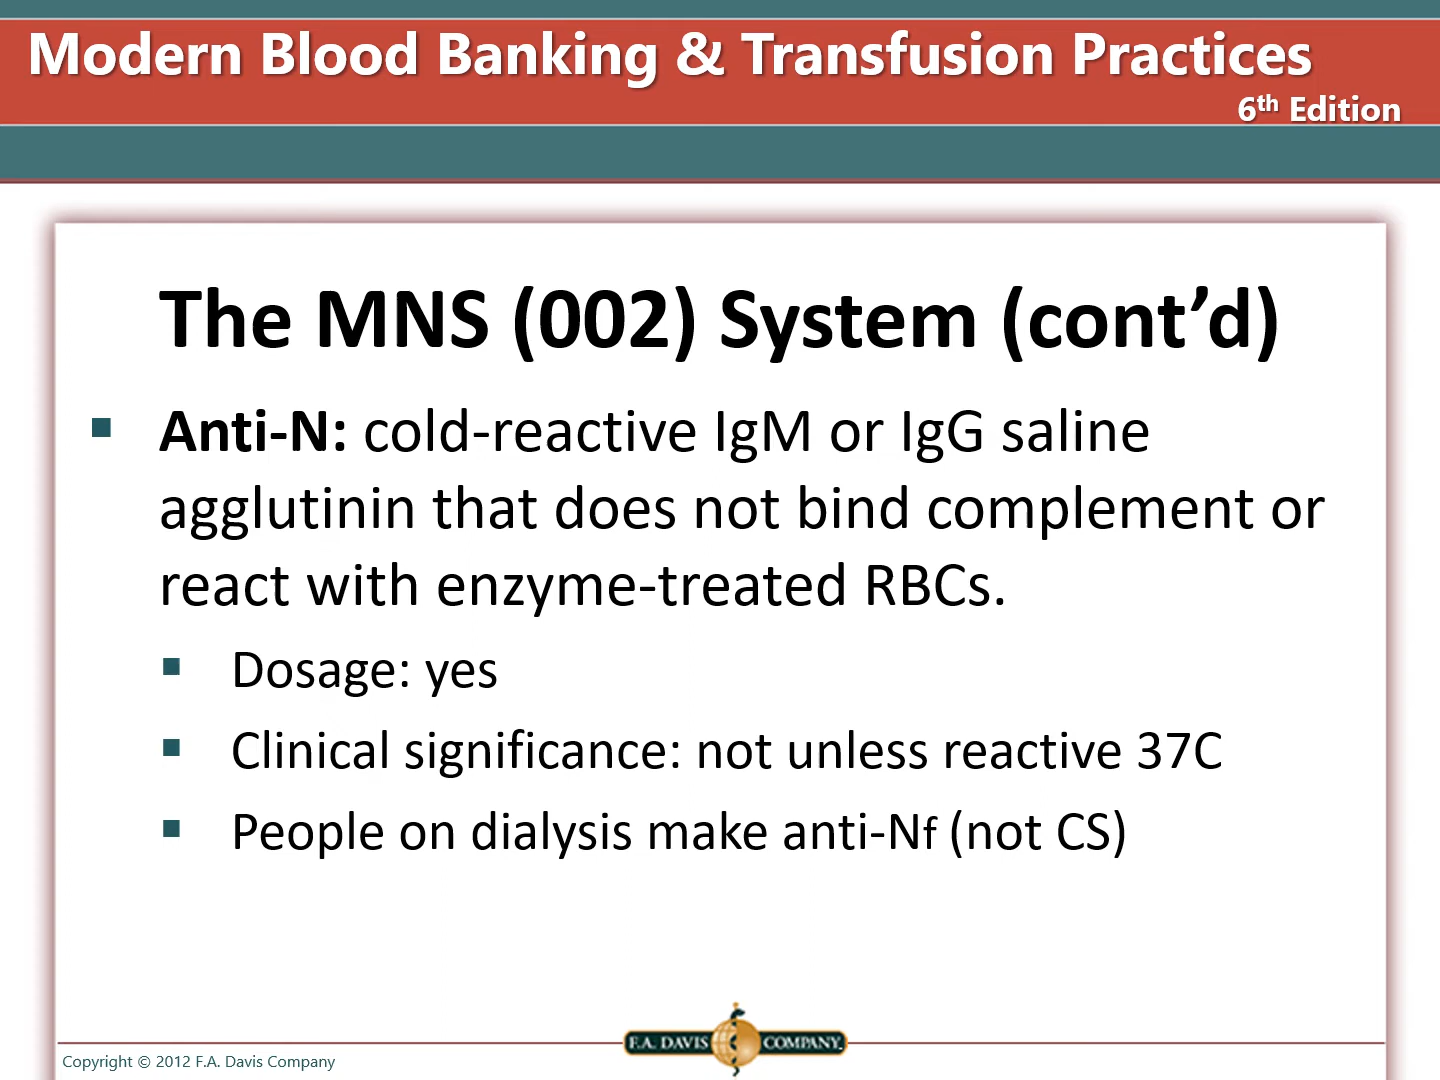 Modern Blood Banking & Transfusion Practices
6th Edition
The MNS (002) System (cont’d)
▪ Anti-N: cold-reactive IgM or IgG saline
agglutinin that does not bind complement or
react with enzyme-treated RBCs.
▪ Dosage: yes
▪ Clinical significance: not unless reactive 37C
▪ People on dialysis make anti-Nf (not CS)
F.A. DAVIS COMPANY.
Copyright © 2012 F.A. Davis Company